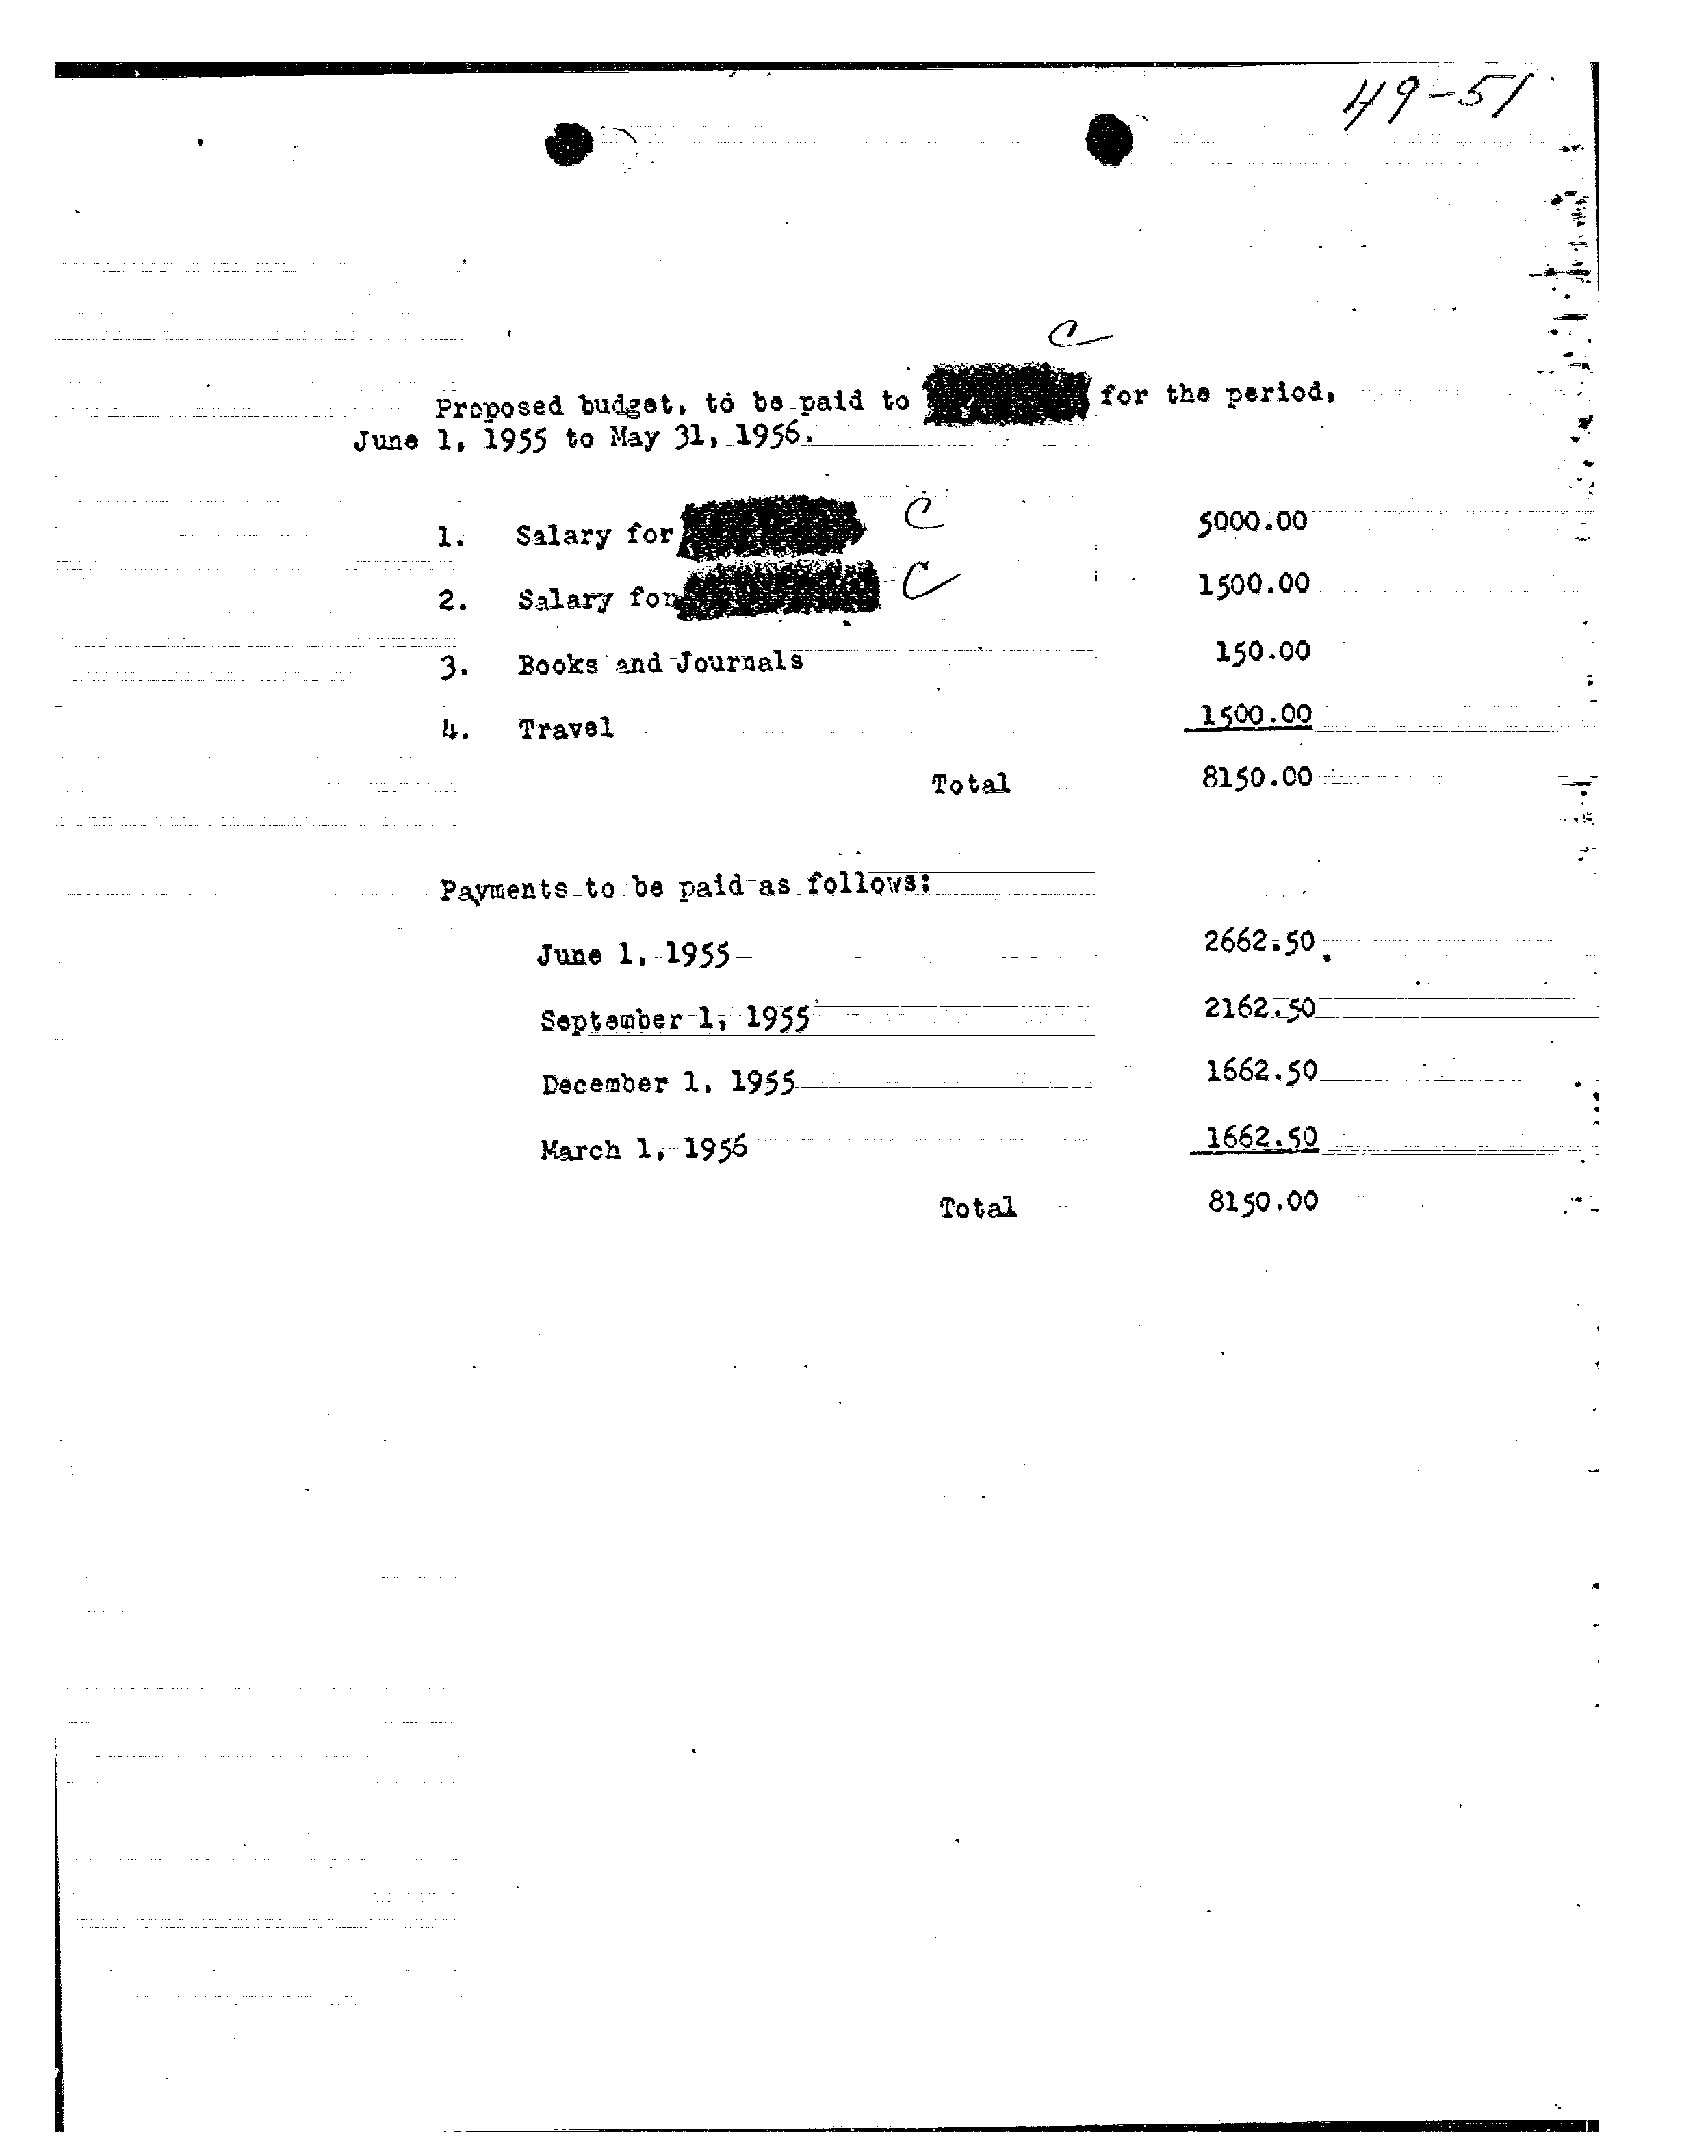 49-51
C
Proposed budget, to be paid to for the period,
June 1, 1955 to May 31, 1956.
1. Salary for C 5000.00
2. Salary for C 1500.00
3. Books and Journals 150.00
4. Travel 1500.00
Total 8150.00
Payments to be paid as follows:
June 1, 1955 2662.50
September 1, 1955 2162.50
December 1, 1955 1662.50
March 1, 1956 1662.50
Total 8150.00